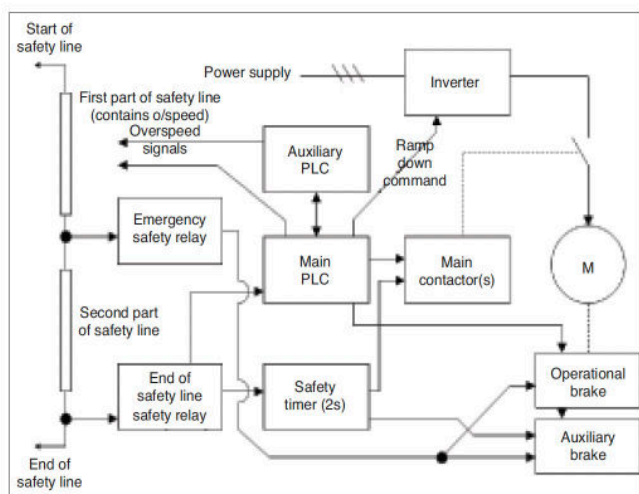 Start of
safety line
First part of safety line
(contains o/speed)
Overspeed
signals
Power supply
Inverter
Auxiliary
PLC
Ramp
down
command
Emergency
safety relay
Main
PLC
Main
contactor(s)
M
Second part
of safety line
End of
safety line
safety relay
Safety
timer (2s)
Operational
brake
Auxiliary
brake
End of
safety line